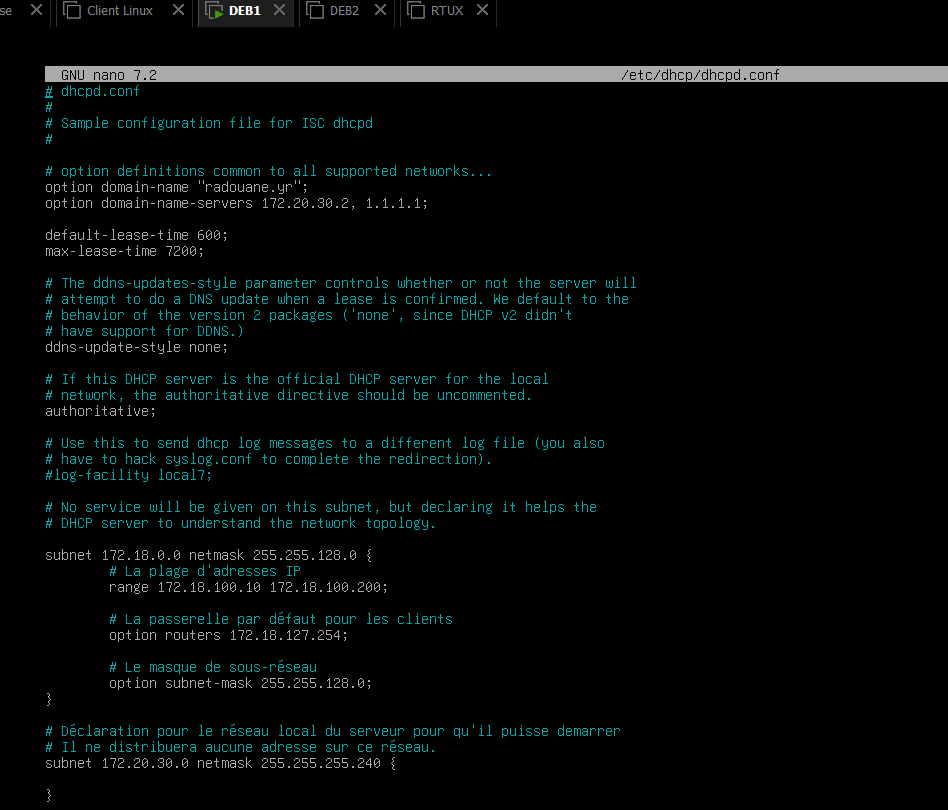 se
Client Linux
DEB1
DEB2
RTUX
GNU nano 7.2 /etc/dhcp/dhcpd.conf
# dhcpd.conf
#
# Sample configuration file for ISC dhcpd
#
# option definitions common to all supported networks...
option domain-name "radouane.yr";
option domain-name-servers 172.20.30.2, 1.1.1.1;
default-lease-time 600;
max-lease-time 7200;
# The ddns-updates-style parameter controls whether or not the server will
# attempt to do a DNS update when a lease is confirmed. We default to the
# behavior of the version 2 packages ('none', since DHCP v2 didn't
# have support for DDNS.)
ddns-update-style none;
# If this DHCP server is the official DHCP server for the local
# network, the authoritative directive should be uncommented.
authoritative;
# Use this to send dhcp log messages to a different log file (you also
# have to hack syslog.conf to complete the redirection).
#log-facility local7;
# No service will be given on this subnet, but declaring it helps the
# DHCP server to understand the network topology.
subnet 172.18.0.0 netmask 255.255.128.0 {
# La plage d'adresses IP
range 172.18.100.10 172.18.100.200;
# La passerelle par défaut pour les clients
option routers 172.18.127.254;
# Le masque de sous-réseau
option subnet-mask 255.255.128.0;
}
# Déclaration pour le réseau local du serveur pour qu'il puisse demarrer
# Il ne distribuera aucune adresse sur ce réseau.
subnet 172.20.30.0 netmask 255.255.255.240 {
}